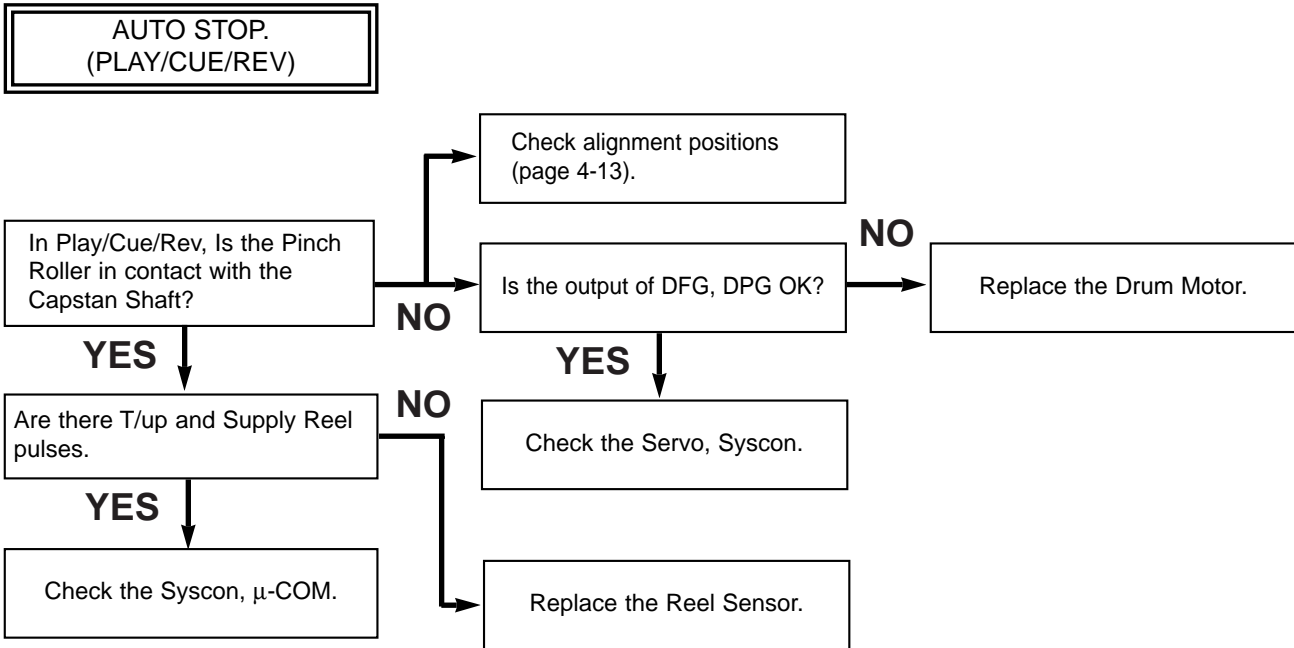 AUTO STOP.
(PLAY/CUE/REV)
Check alignment positions
(page 4-13).
In Play/Cue/Rev, Is the Pinch
Roller in contact with the
Capstan Shaft?
NO
Is the output of DFG, DPG OK?
NO
Replace the Drum Motor.
YES
YES
Are there T/up and Supply Reel
pulses.
NO
Check the Servo, Syscon.
YES
Check the Syscon, µ-COM.
Replace the Reel Sensor.